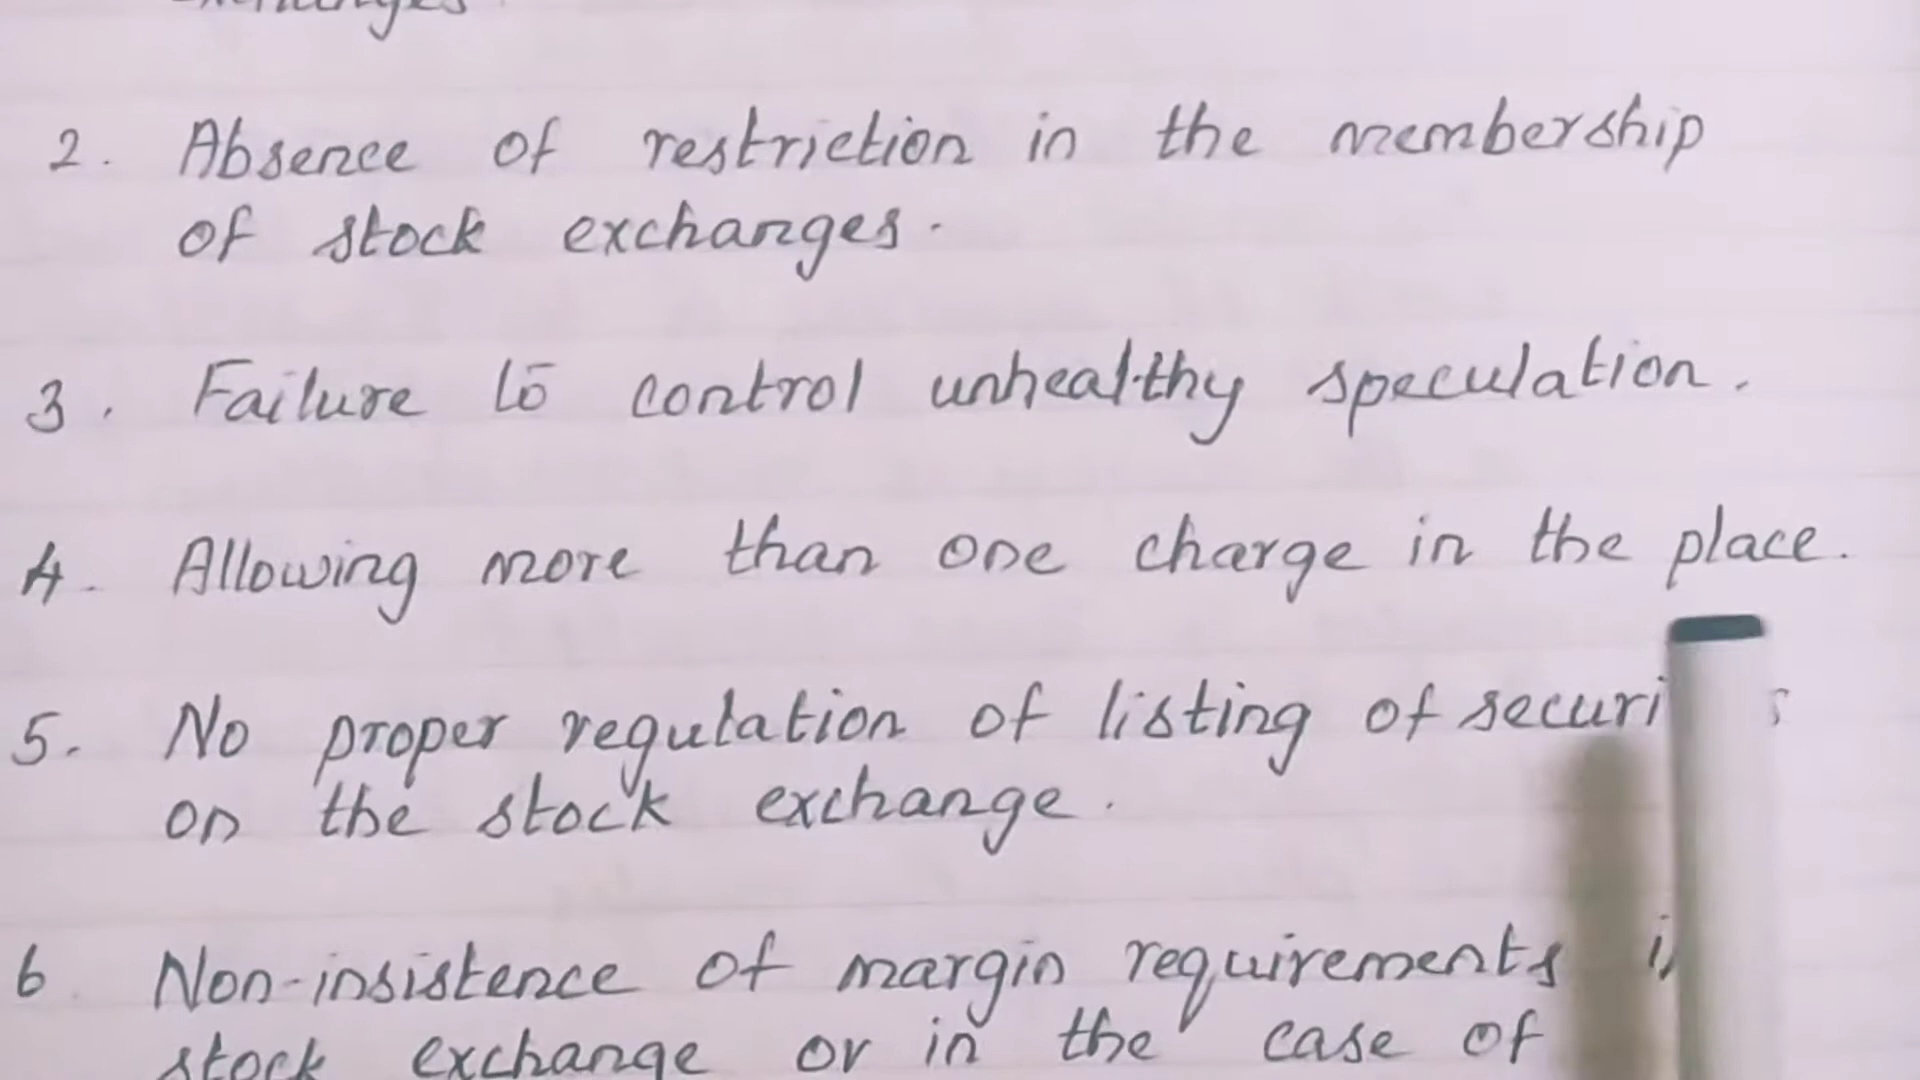 2. Absence of restriction in the membership
of stock exchanges.
3. Failure to control unhealthy speculation.
4. Allowing more than one charge in the place.
5. No proper regulation of listing of
on the stock exchange.
6 Non-insistence of margin requirements
stock exchange or in the case of